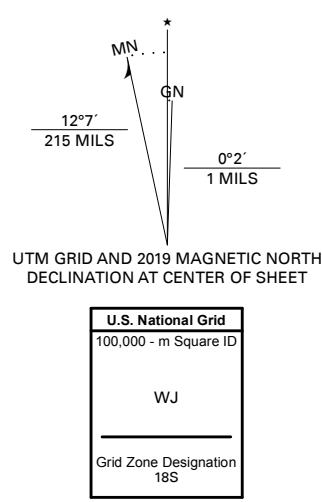 ★
MN
GN
12°7´
215 MILS
0°2´
1 MILS
UTM GRID AND 2019 MAGNETIC NORTH
DECLINATION AT CENTER OF SHEET
U.S. National Grid
100,000 - m Square ID
WJ
Grid Zone Designation
18S